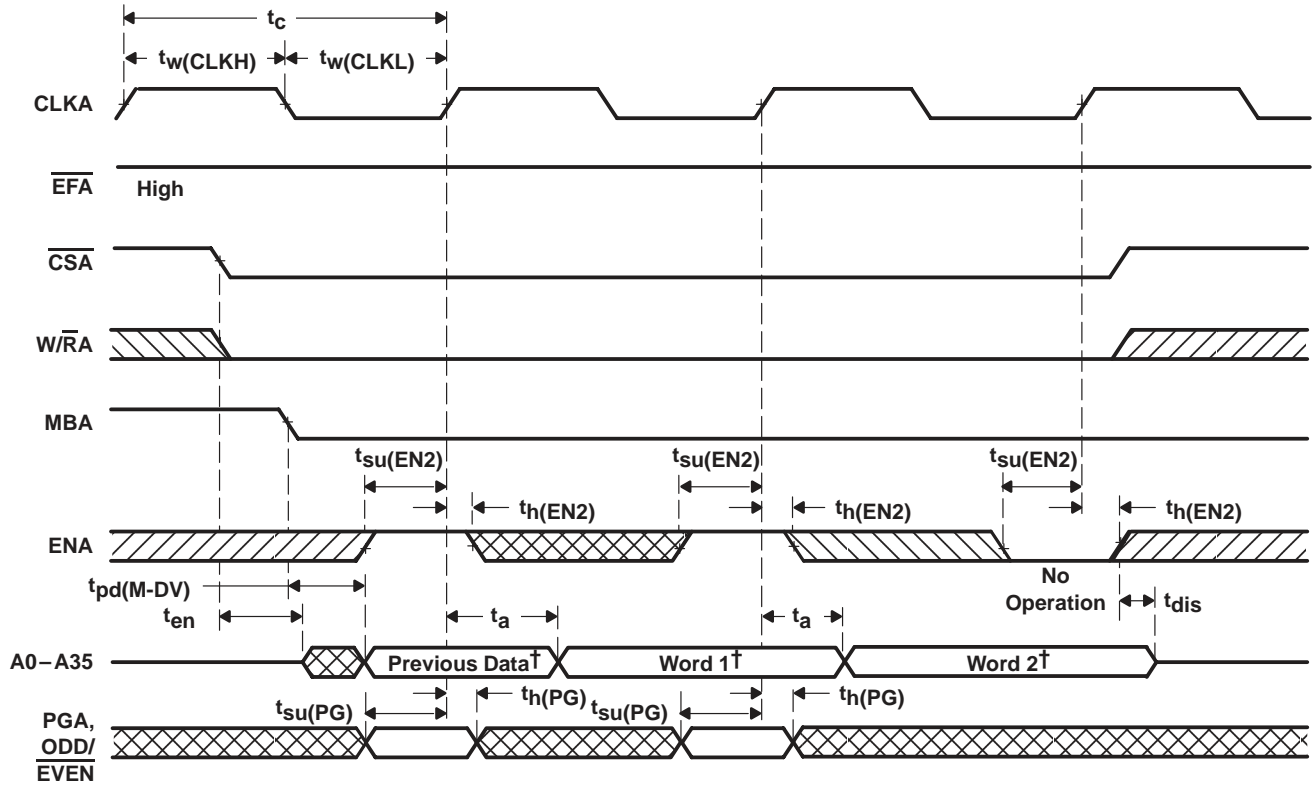 tc
tw(CLKH)
tw(CLKL)
CLKA
EFA
High
CSA
W/RA
MBA
tsu(EN2)
tsu(EN2)
tsu(EN2)
th(EN2)
th(EN2)
th(EN2)
ENA
tpd(M-DV)
No
Operation
ten
ta
ta
tdis
A0–A35
Previous Data†
Word 1†
Word 2†
tsu(PG)
th(PG)
tsu(PG)
th(PG)
PGA,
ODD/
EVEN